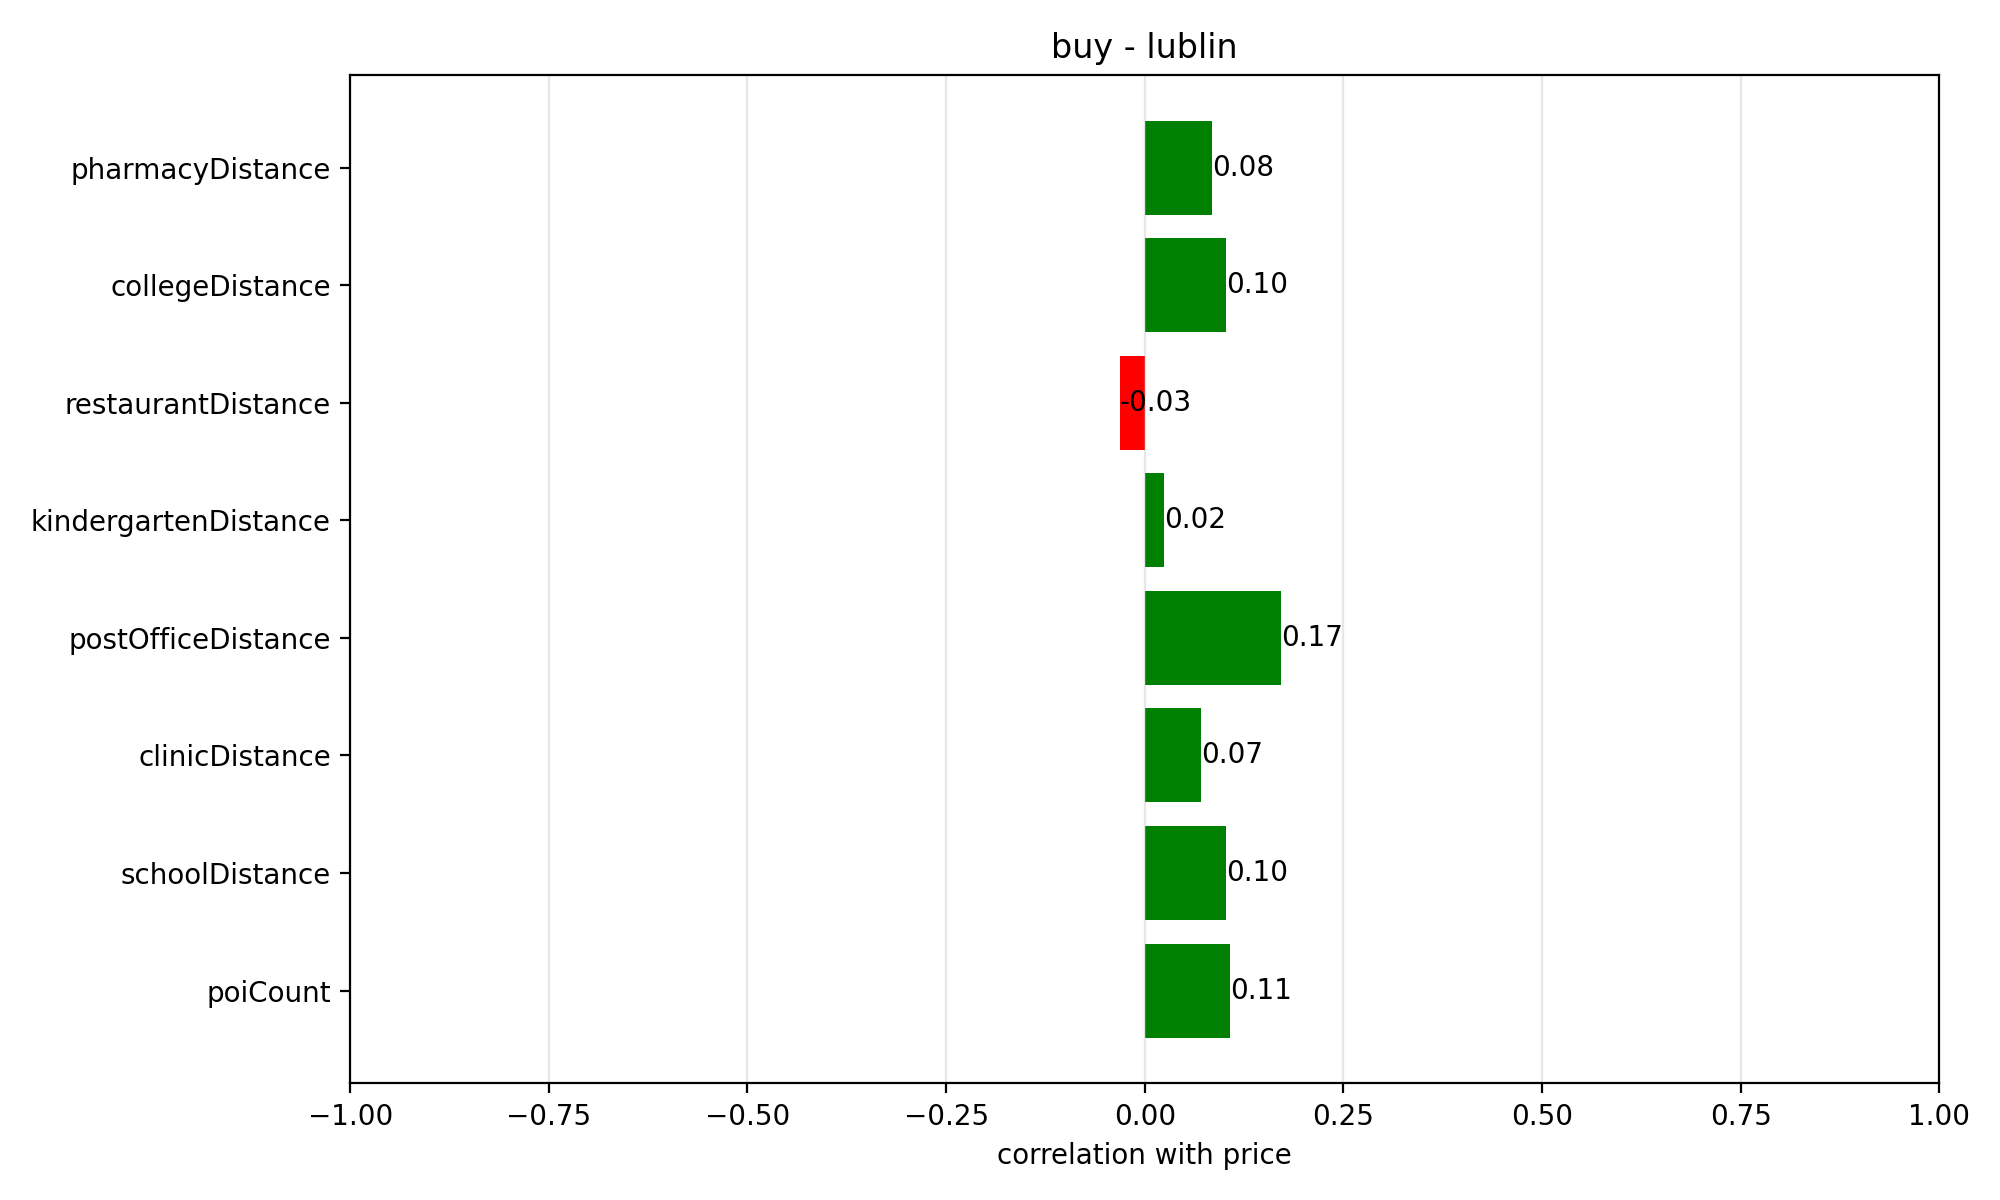 buy - lublin
pharmacyDistance
0.08
collegeDistance
0.10
restaurantDistance
-0.03
kindergartenDistance
0.02
postOfficeDistance
0.17
clinicDistance
0.07
schoolDistance
0.10
poiCount
0.11
−1.00 −0.75 −0.50 −0.25 0.00 0.25 0.50 0.75 1.00
correlation with price